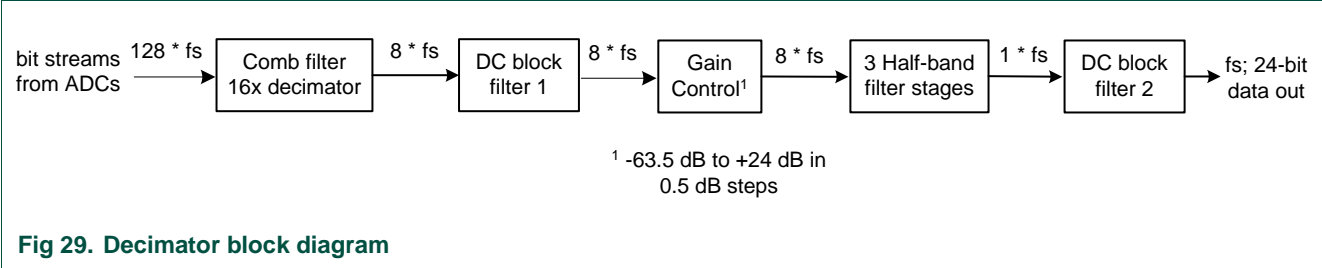 bit streams
from ADCs
128 * fs
Comb filter
16x decimator
8 * fs
DC block
filter 1
8 * fs
Gain
Control¹
8 * fs
3 Half-band
filter stages
1 * fs
DC block
filter 2
fs; 24-bit
data out
¹ -63.5 dB to +24 dB in
0.5 dB steps
Fig 29. Decimator block diagram